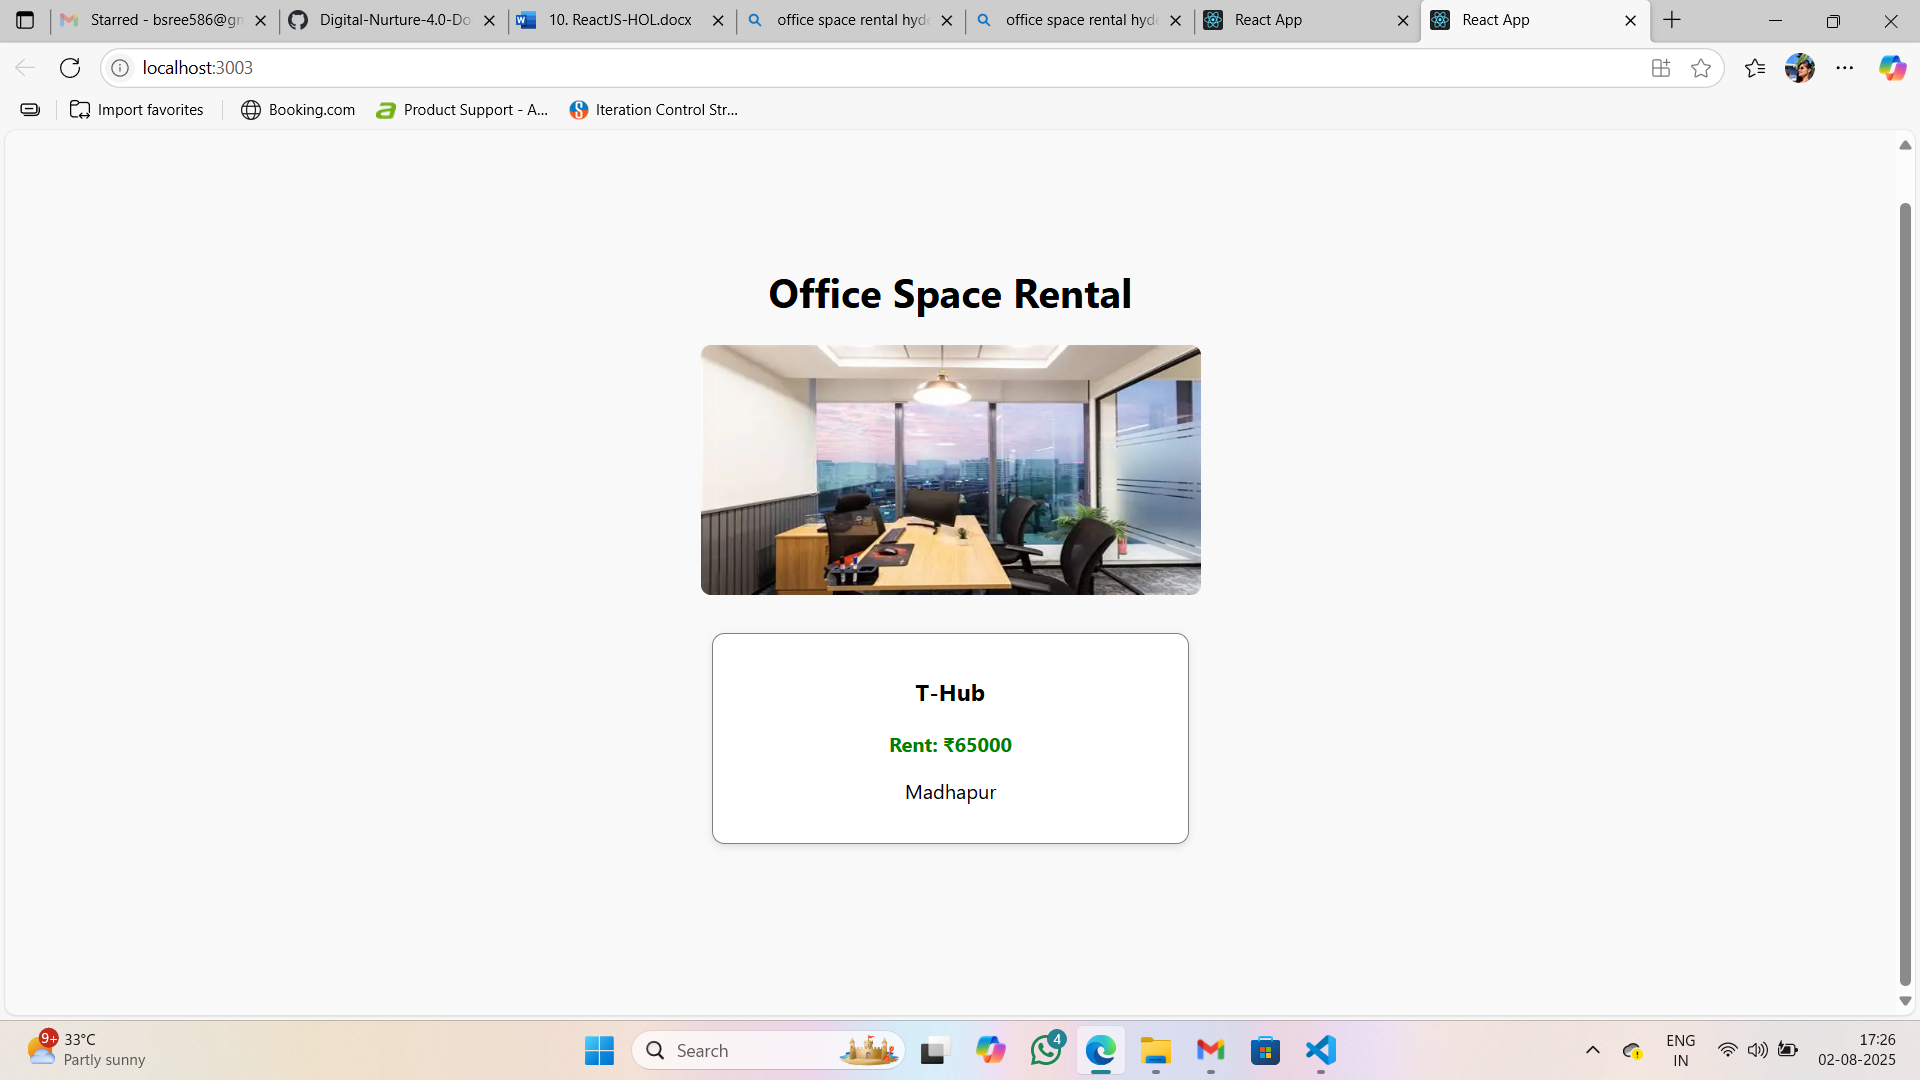 Starred - bsree586@gn
Digital-Nurture-4.0-Do
10. ReactJS-HOL.docx
office space rental hyde
office space rental hyde
React App
React App
localhost:3003
Import favorites
Booking.com
Product Support - A...
Iteration Control Str...
Office Space Rental
T-Hub
Rent: ₹65000
Madhapur
9+
33°C
Partly sunny
Search
4
ENG
IN
17:26
02-08-2025